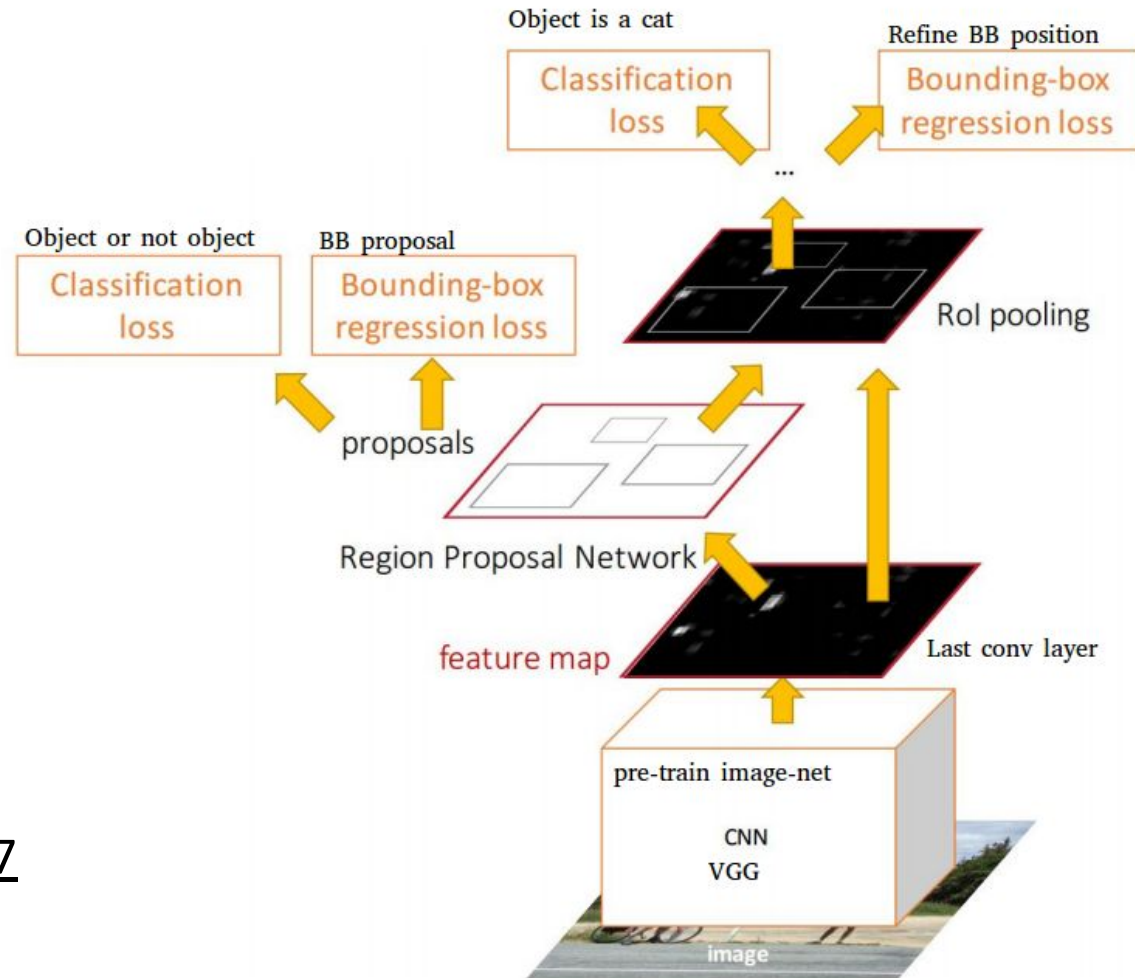 Object is a cat
Refine BB position
Classification
loss
Bounding-box
regression loss
...
Object or not object
BB proposal
Classification
loss
Bounding-box
regression loss
RoI pooling
proposals
Region Proposal Network
feature map
Last conv layer
pre-train image-net
CNN
VGG
7
image